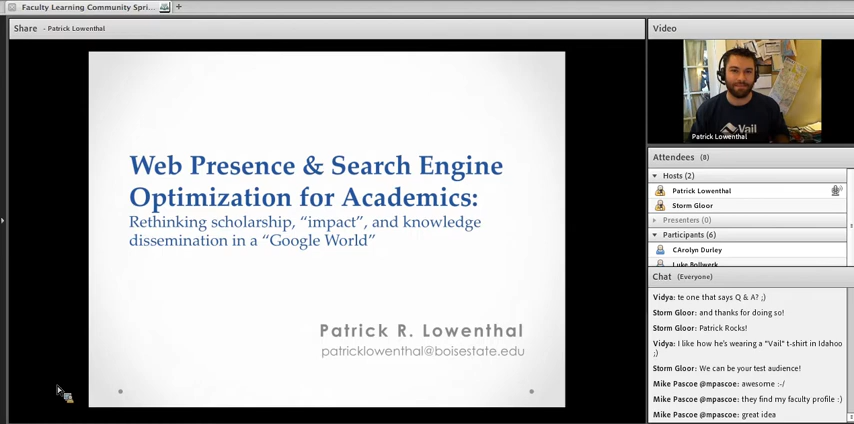 Faculty Learning Community Spri...
+
Share - Patrick Lowenthal
Web Presence & Search Engine
Optimization for Academics:
Rethinking scholarship, “impact”, and knowledge
dissemination in a “Google World”
Patrick R. Lowenthal
patricklowenthal@boisestate.edu
Video
Vail
Patrick Lowenthal
Attendees (8)
Hosts (2)
Patrick Lowenthal
Storm Gloor
Presenters (0)
Participants (6)
CArolyn Durley
Luke Bollwerk
Chat (Everyone)
Vidya: te one that says Q & A? ;)
Storm Gloor: and thanks for doing so!
Storm Gloor: Patrick Rocks!
Vidya: I like how he's wearing a "Vail" t-shirt in Idahoo
;)
Storm Gloor: We can be your test audience!
Mike Pascoe @mpascoe: awesome :-/
Mike Pascoe @mpascoe: they find my faculty profile :)
Mike Pascoe @mpascoe: great idea